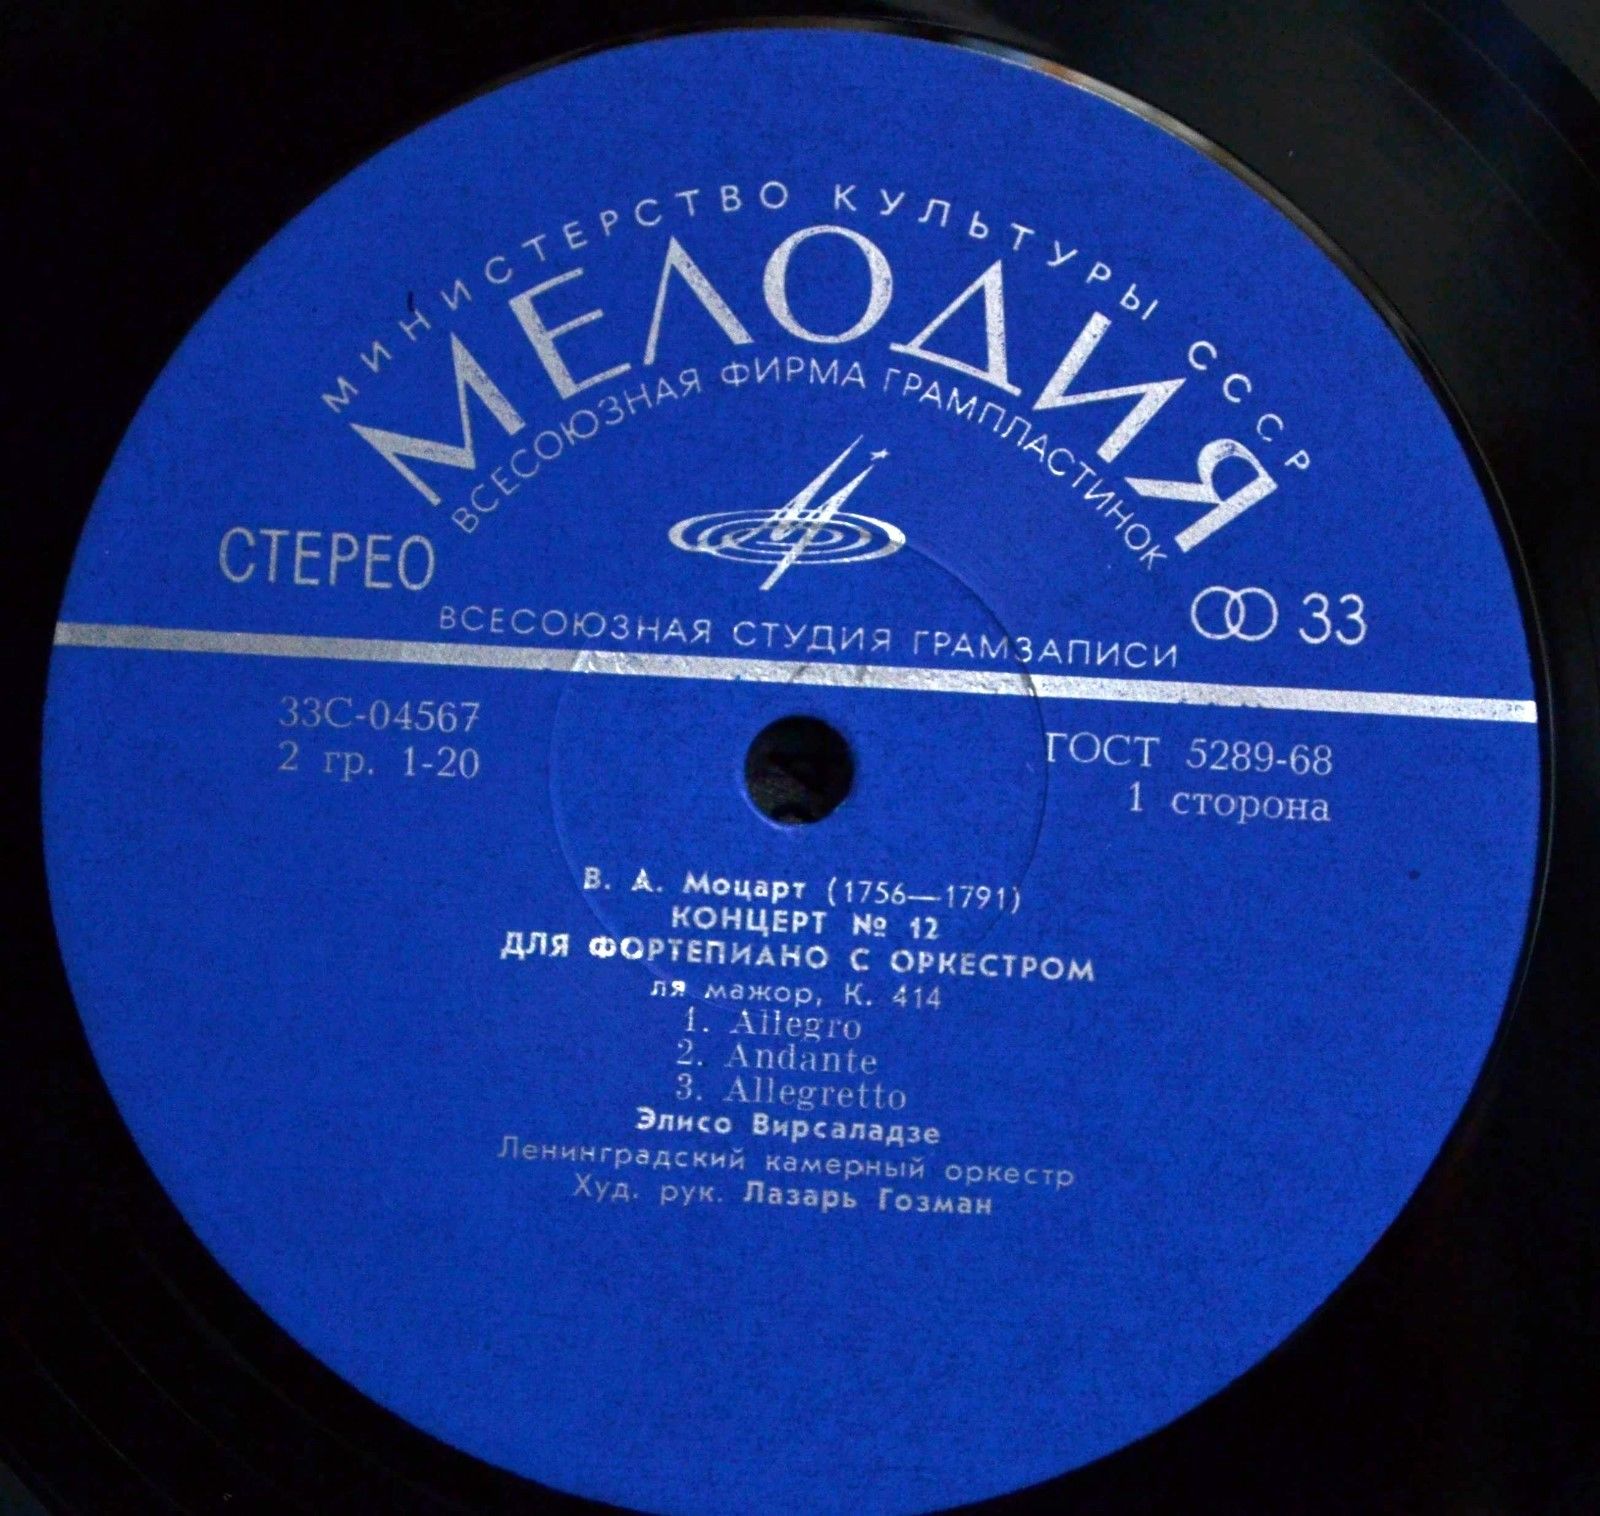 МИНИСТЕРСТВО КУЛЬТУРЫ СССР
МЕЛОДИЯ
ВСЕСОЮЗНАЯ ФИРМА ГРАМПЛАСТИНОК
СТЕРЕО
33
ВСЕСОЮЗНАЯ СТУДИЯ ГРАМЗАПИСИ
33С-04567
2 гр. 1-20
ГОСТ 5289-68
1 сторона
В. А. Моцарт (1756—1791)
КОНЦЕРТ № 12
ДЛЯ ФОРТЕПИАНО С ОРКЕСТРОМ
ля мажор, К. 414
1. Allegro
2. Andante
3. Allegretto
Элисо Вирсаладзе
Ленинградский камерный оркестр
Худ. рук. Лазарь Гозман